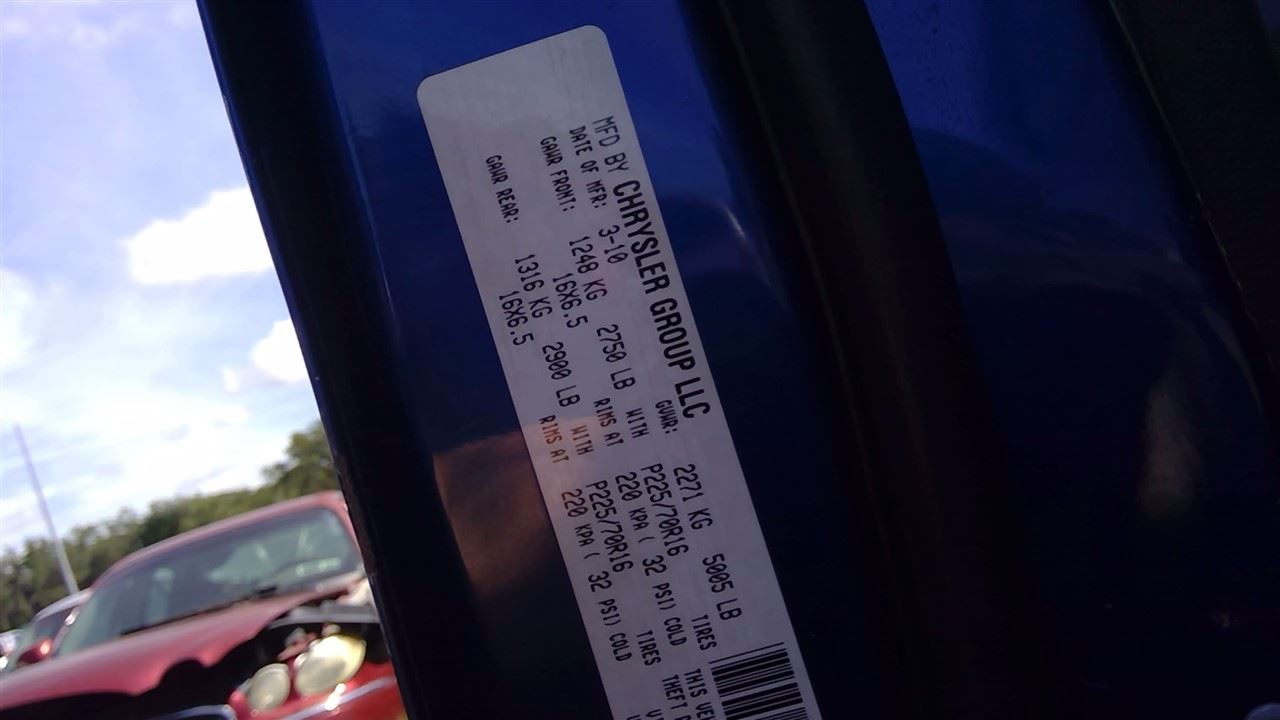 MFD BY CHRYSLER GROUP LLC
DATE OF MFR: 3-10 GVWR: 2271 KG 5005 LB
GAWR FRONT: 1248 KG 2750 LB WITH P225/70R16 TIRES
16X6.5 RIMS AT 220 KPA ( 32 PSI) COLD
GAWR REAR: 1316 KG 2900 LB WITH P225/70R16 TIRES
16X6.5 RIMS AT 220 KPA ( 32 PSI) COLD
THIS
THEFT